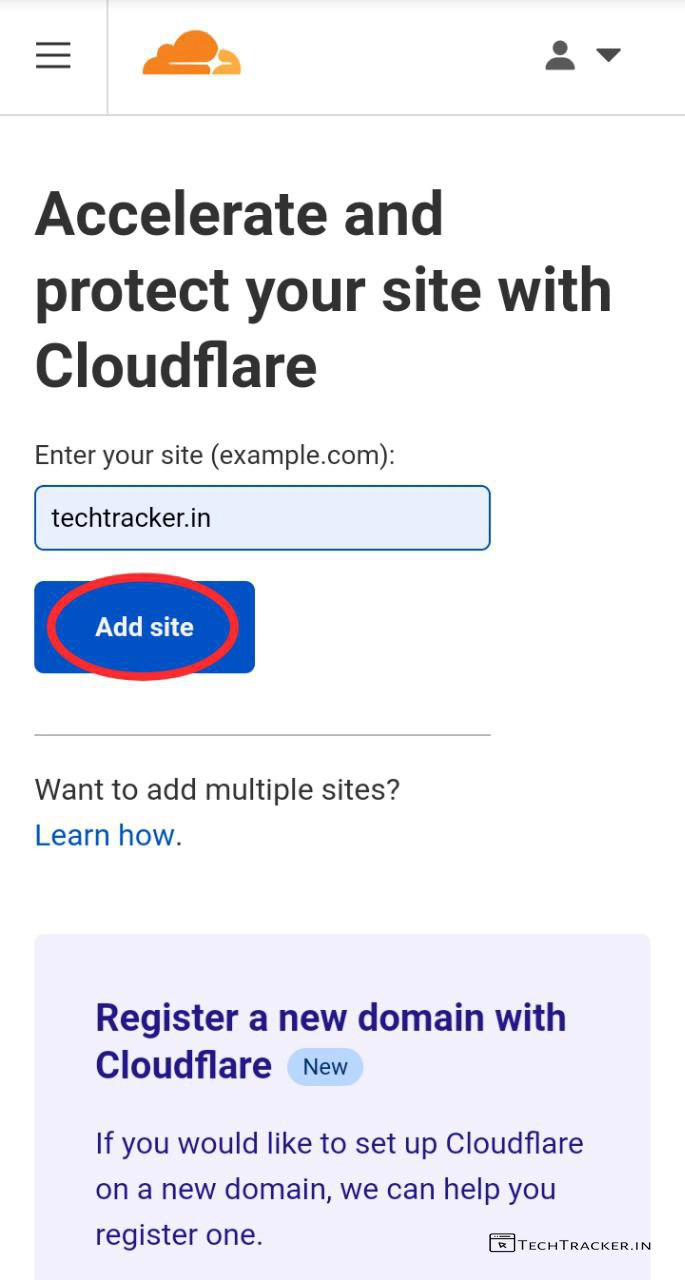 Accelerate and
protect your site with
Cloudflare
Enter your site (example.com):
techtracker.in
Add site
Want to add multiple sites?
Learn how.
Register a new domain with
Cloudflare New
If you would like to set up Cloudflare
on a new domain, we can help you
register one.
TECHTRACKER.IN